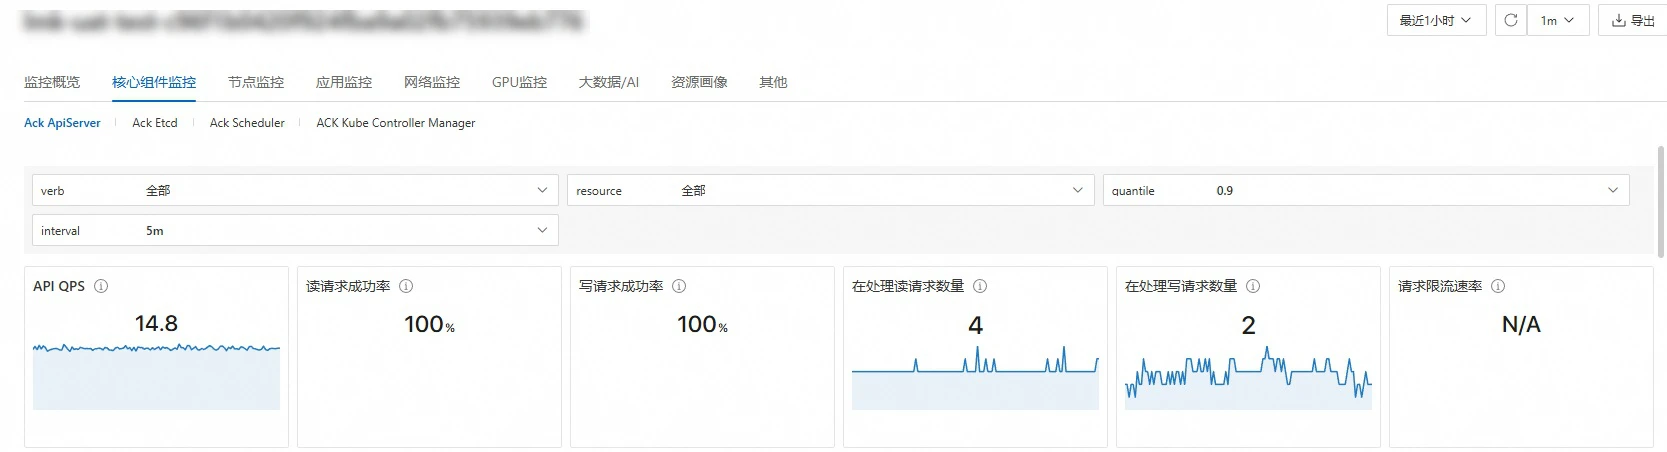 最近1小时 1m 导出
监控概览 核心组件监控 节点监控 应用监控 网络监控 GPU监控 大数据/AI 资源画像 其他
Ack ApiServer Ack Etcd Ack Scheduler ACK Kube Controller Manager
verb 全部 resource 全部 quantile 0.9
interval 5m
API QPS 读请求成功率 写请求成功率 在处理读请求数量 在处理写请求数量 请求限流速率
14.8 100% 100% 4 2 N/A